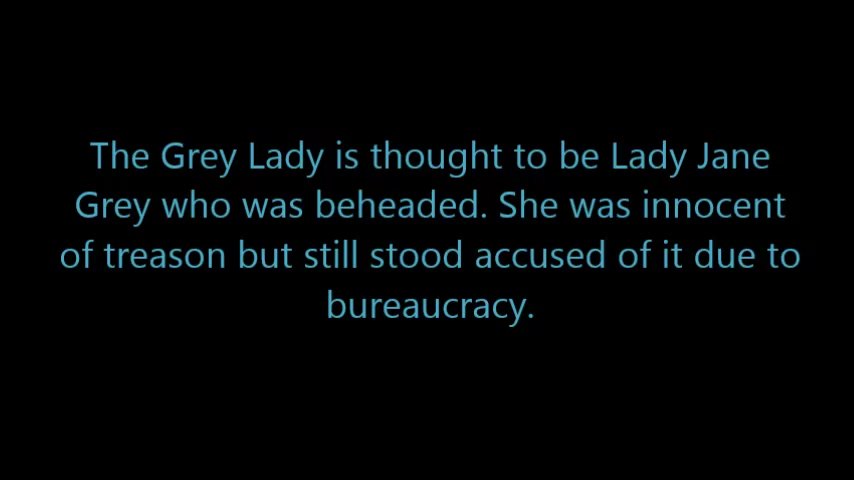 The Grey Lady is thought to be Lady Jane
Grey who was beheaded. She was innocent
of treason but still stood accused of it due to
bureaucracy.